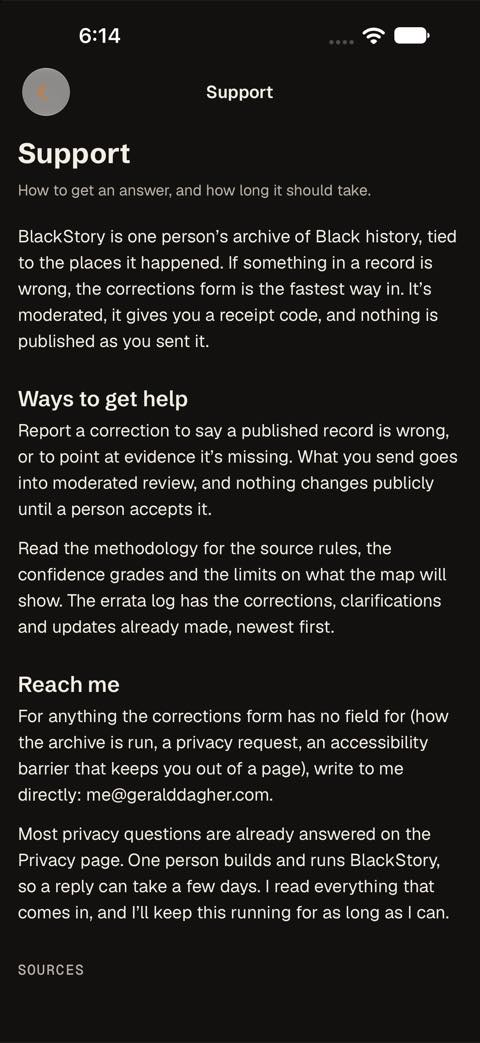 6:14
Support
Support
How to get an answer, and how long it should take.
BlackStory is one person’s archive of Black history, tied
to the places it happened. If something in a record is
wrong, the corrections form is the fastest way in. It’s
moderated, it gives you a receipt code, and nothing is
published as you sent it.
Ways to get help
Report a correction to say a published record is wrong,
or to point at evidence it’s missing. What you send goes
into moderated review, and nothing changes publicly
until a person accepts it.
Read the methodology for the source rules, the
confidence grades and the limits on what the map will
show. The errata log has the corrections, clarifications
and updates already made, newest first.
Reach me
For anything the corrections form has no field for (how
the archive is run, a privacy request, an accessibility
barrier that keeps you out of a page), write to me
directly: me@geralddagher.com.
Most privacy questions are already answered on the
Privacy page. One person builds and runs BlackStory,
so a reply can take a few days. I read everything that
comes in, and I’ll keep this running for as long as I can.
SOURCES